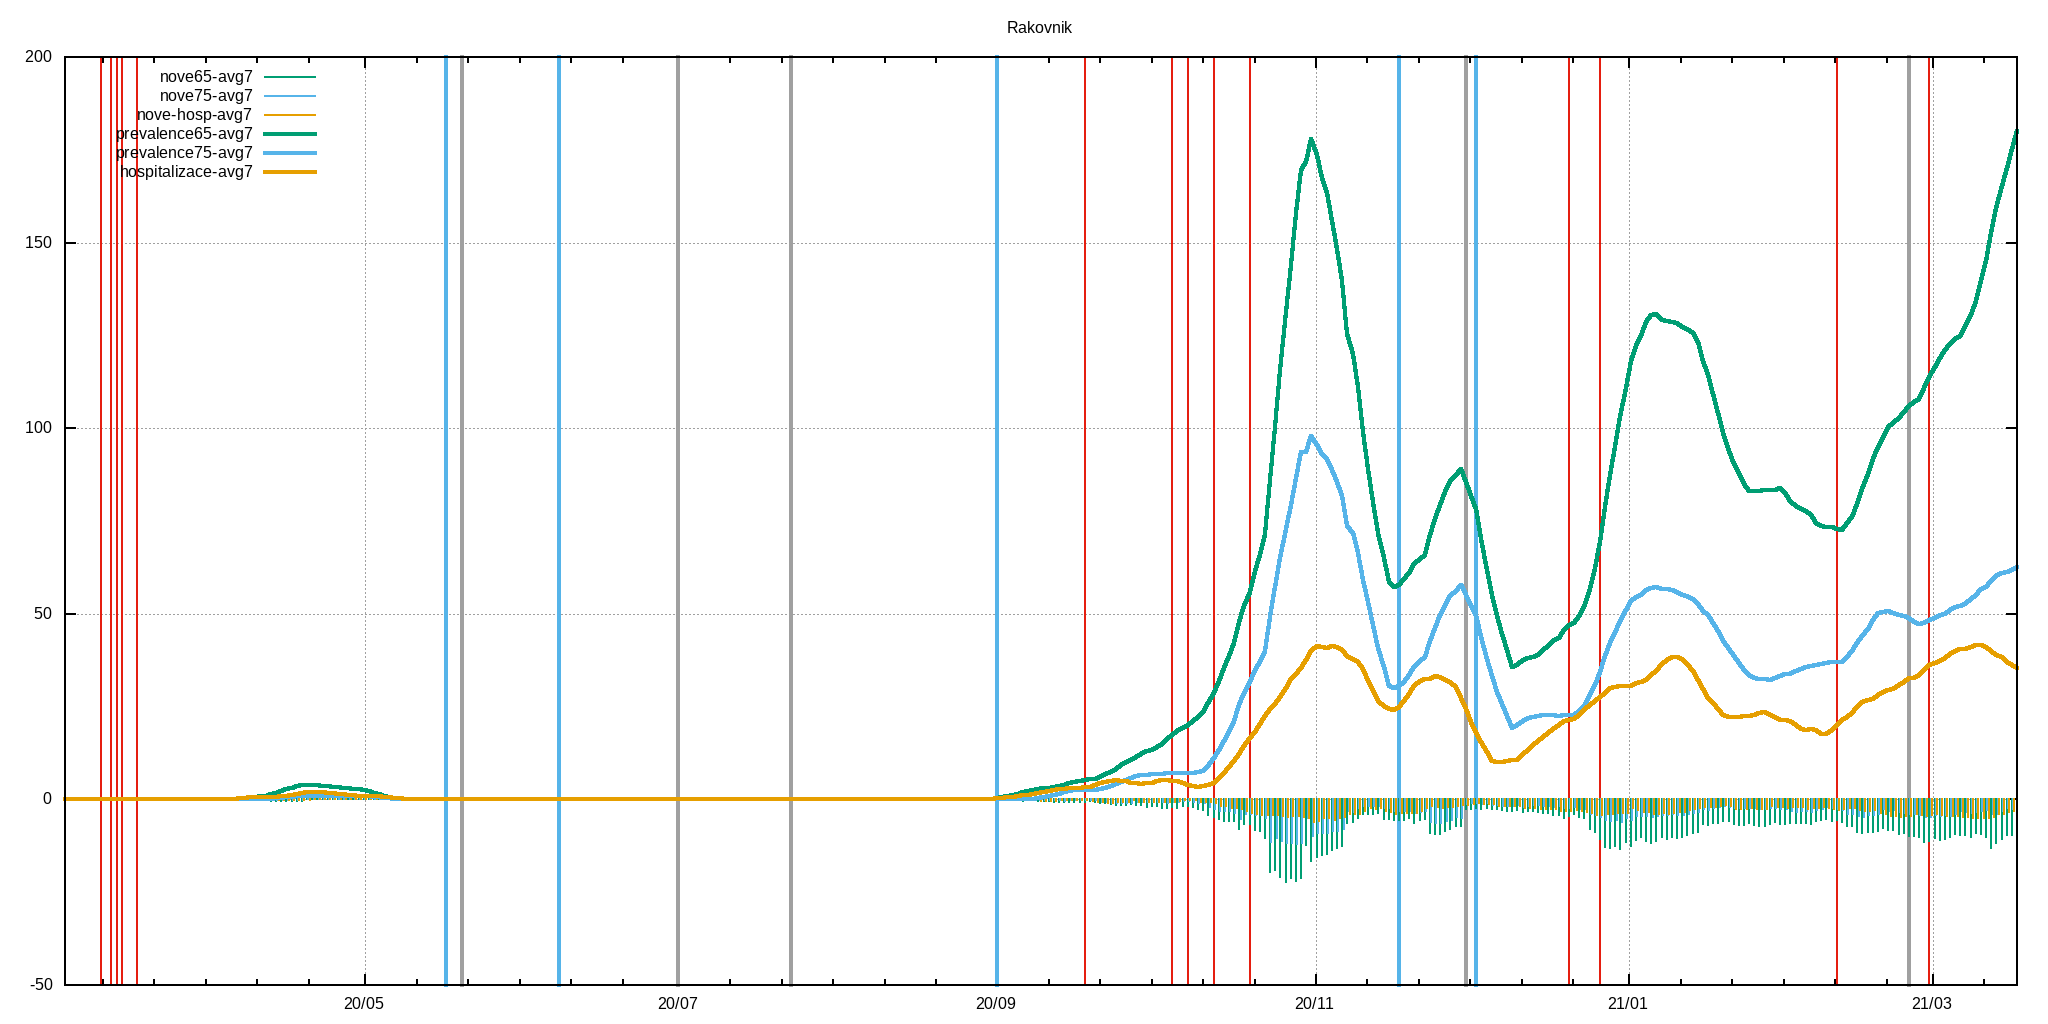 Rakovnik
200
150
100
50
0
-50
nove65-avg7
nove75-avg7
nove-hosp-avg7
prevalence65-avg7
prevalence75-avg7
hospitalizace-avg7
20/05
20/07
20/09
20/11
21/01
21/03